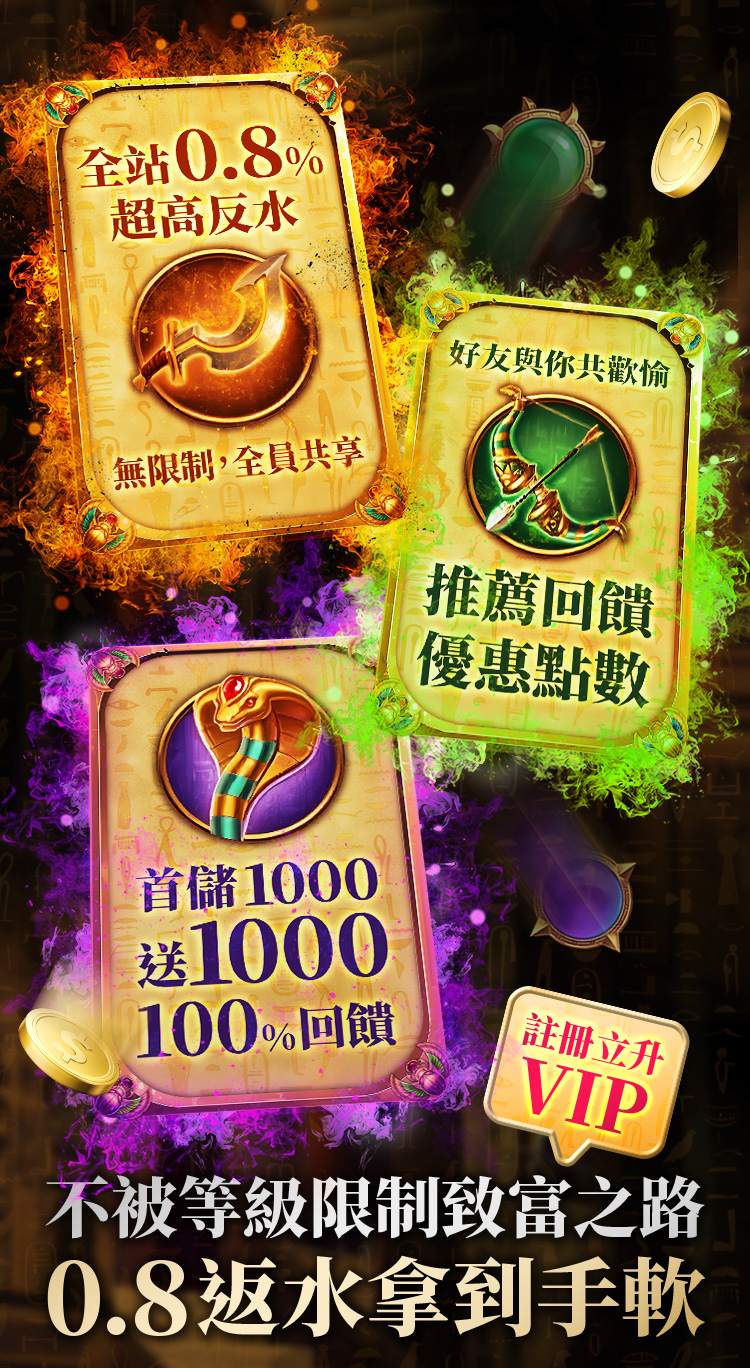 全站0.8%
超高反水
無限制，全員共享
好友與你共歡愉
推薦回饋
優惠點數
首儲1000
送1000
100%回饋
註冊立升
VIP
不被等級限制致富之路
0.8返水拿到手軟